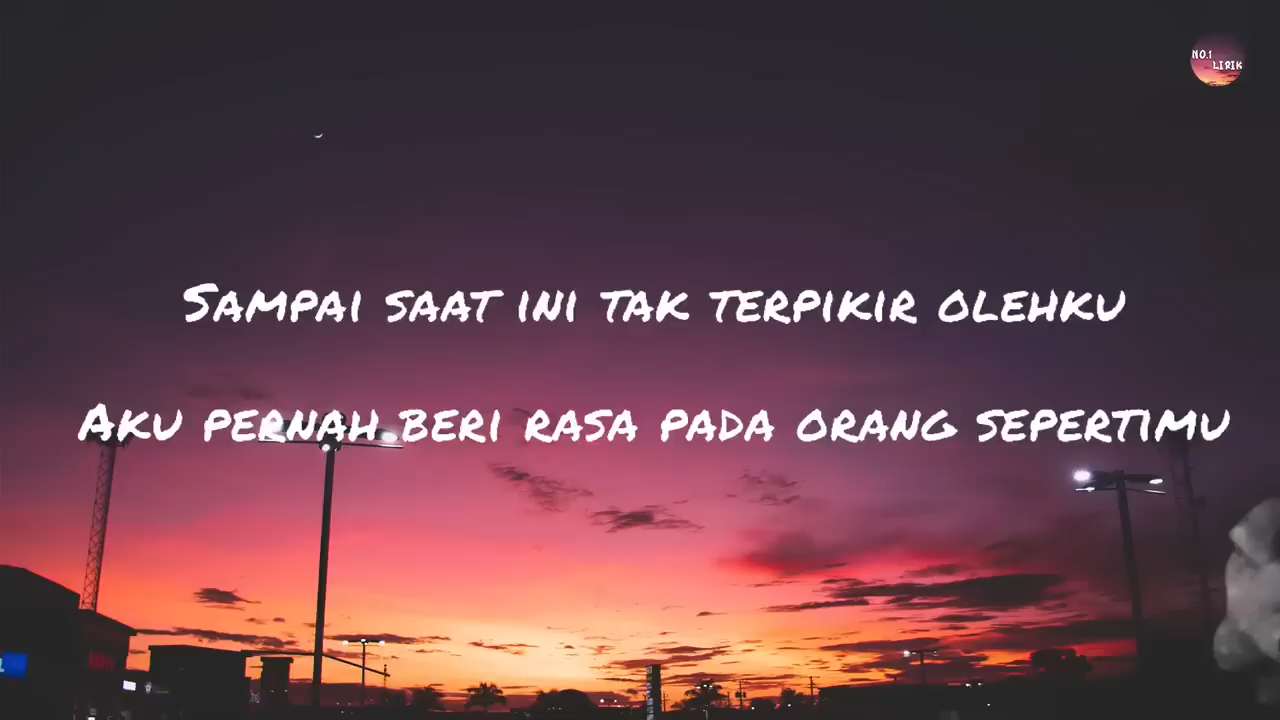 NO.1
LIRIK
Sampai saat ini tak terpikir olehku
Aku pernah beri rasa pada orang sepertimu